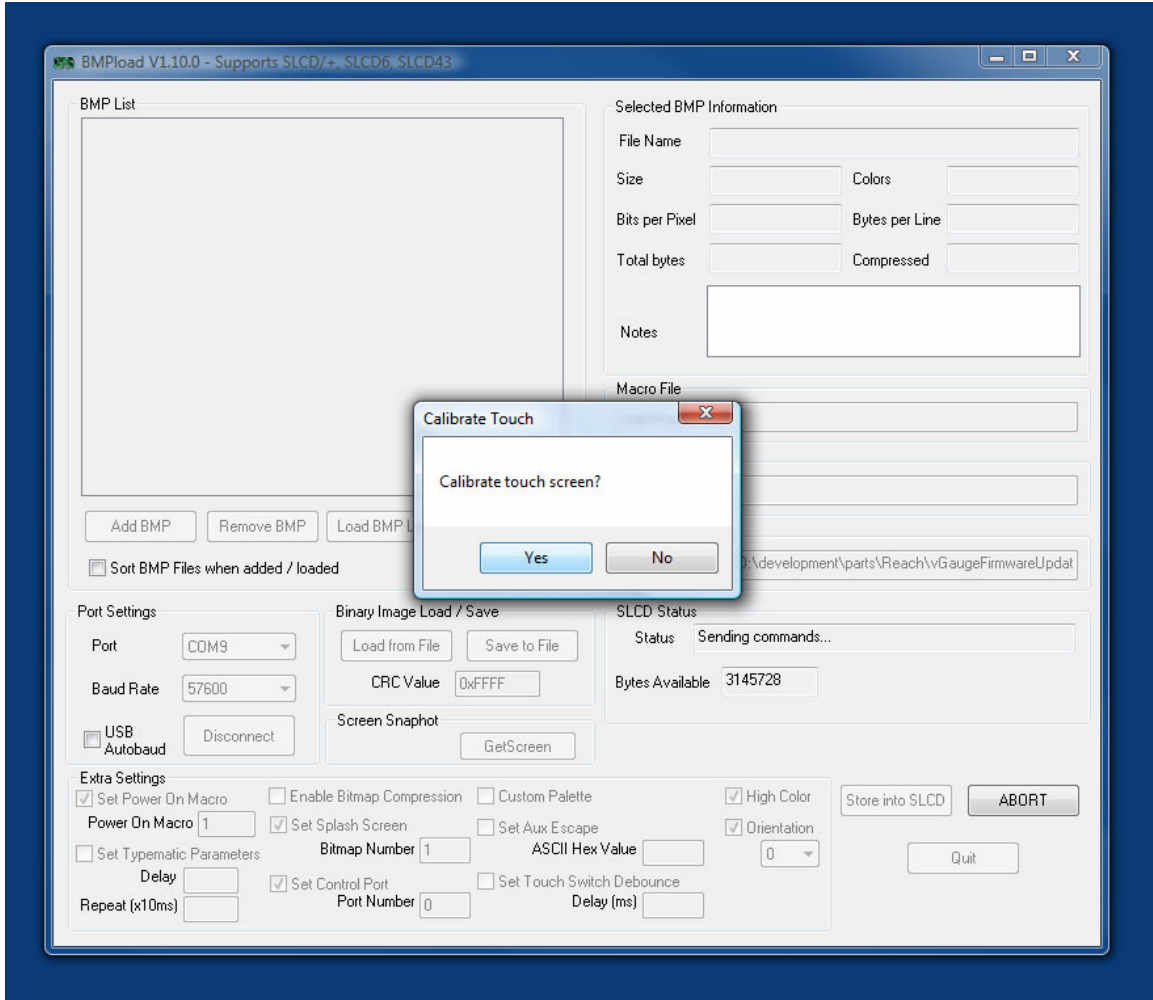 BMPload V1.10.0 - Supports SLCD/+, SLCD6, SLCD43
BMP List
Selected BMP Information
File Name
Size
Colors
Bits per Pixel
Bytes per Line
Total bytes
Compressed
Notes
Macro File
Calibrate Touch
Calibrate touch screen?
Yes No
Add BMP Remove BMP Load BMP L
Sort BMP Files when added / loaded
:\development\parts\Reach\vGaugeFirmwareUpdat
Port Settings
Port COM9
Baud Rate 57600
USB
Autobaud
Disconnect
Binary Image Load / Save
Load from File Save to File
CRC Value 0xFFFF
Screen Snaphot
GetScreen
SLCD Status
Status Sending commands...
Bytes Available 3145728
Extra Settings
Set Power On Macro
Power On Macro 1
Set Typematic Parameters
Delay
Repeat (x10ms)
Enable Bitmap Compression
Set Splash Screen
Bitmap Number 1
Set Control Port
Port Number 0
Custom Palette
Set Aux Escape
ASCII Hex Value
Set Touch Switch Debounce
Delay (ms)
High Color
Orientation
0
Store into SLCD ABORT
Quit